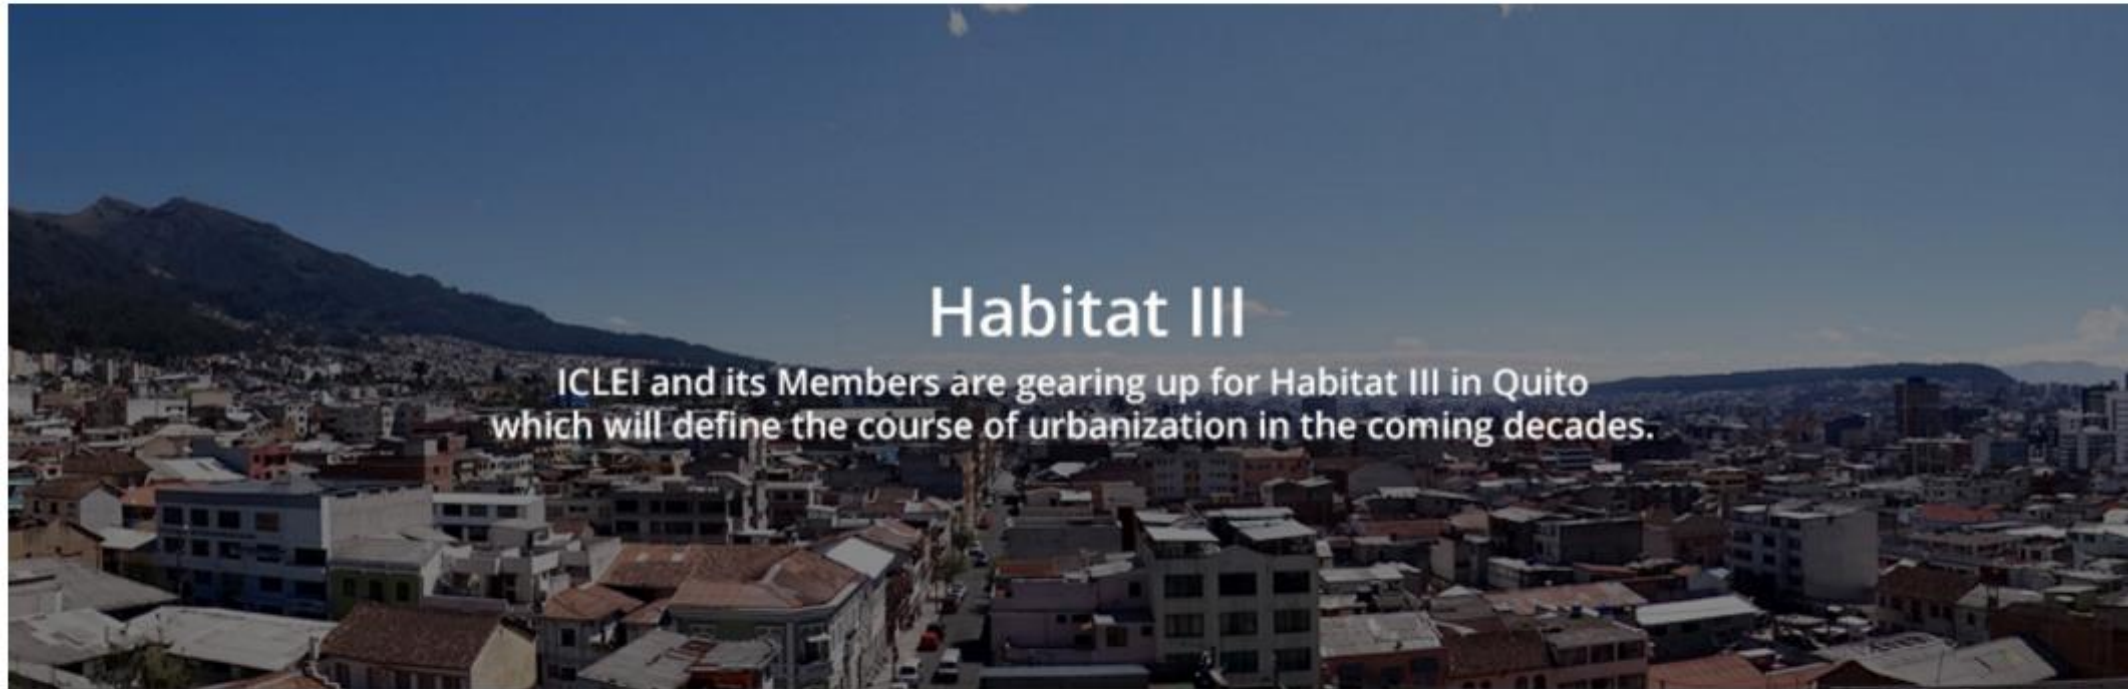 Habitat III
ICLEI and its Members are gearing up for Habitat III in Quito
which will define the course of urbanization in the coming decades.